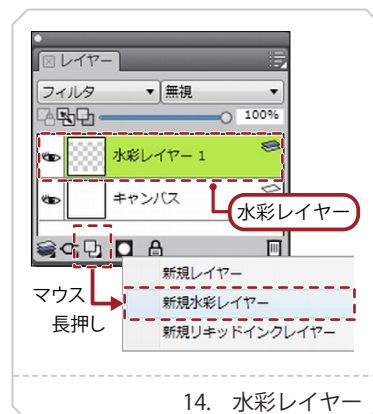 レイヤー
フィルタ 無視
100%
水彩レイヤー 1
キャンバス
水彩レイヤー
新規レイヤー
マウス
長押し
新規水彩レイヤー
新規リキッドインクレイヤー
14. 水彩レイヤー